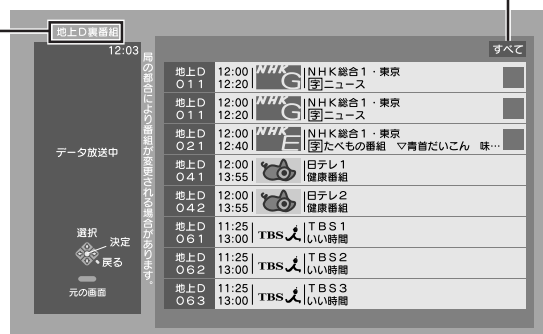 地上D裏番組
12:03
すべて
データ放送中
選択
決定
戻る
元の画面
局の都合により番組が変更される場合があります。
地上D 011 12:00 12:20 NHK G NHK総合1・東京 字ニュース
地上D 011 12:00 12:20 NHK G NHK総合1・東京 字ニュース
地上D 021 12:00 12:40 NHK E NHK総合1・東京 字たべもの番組 ▽青首だいこん 味…
地上D 041 12:00 13:55 日テレ1 健康番組
地上D 042 12:00 13:55 日テレ2 健康番組
地上D 061 11:25 13:00 TBS TBS1 いい時間
地上D 062 11:25 13:00 TBS TBS2 いい時間
地上D 063 11:25 13:00 TBS TBS3 いい時間